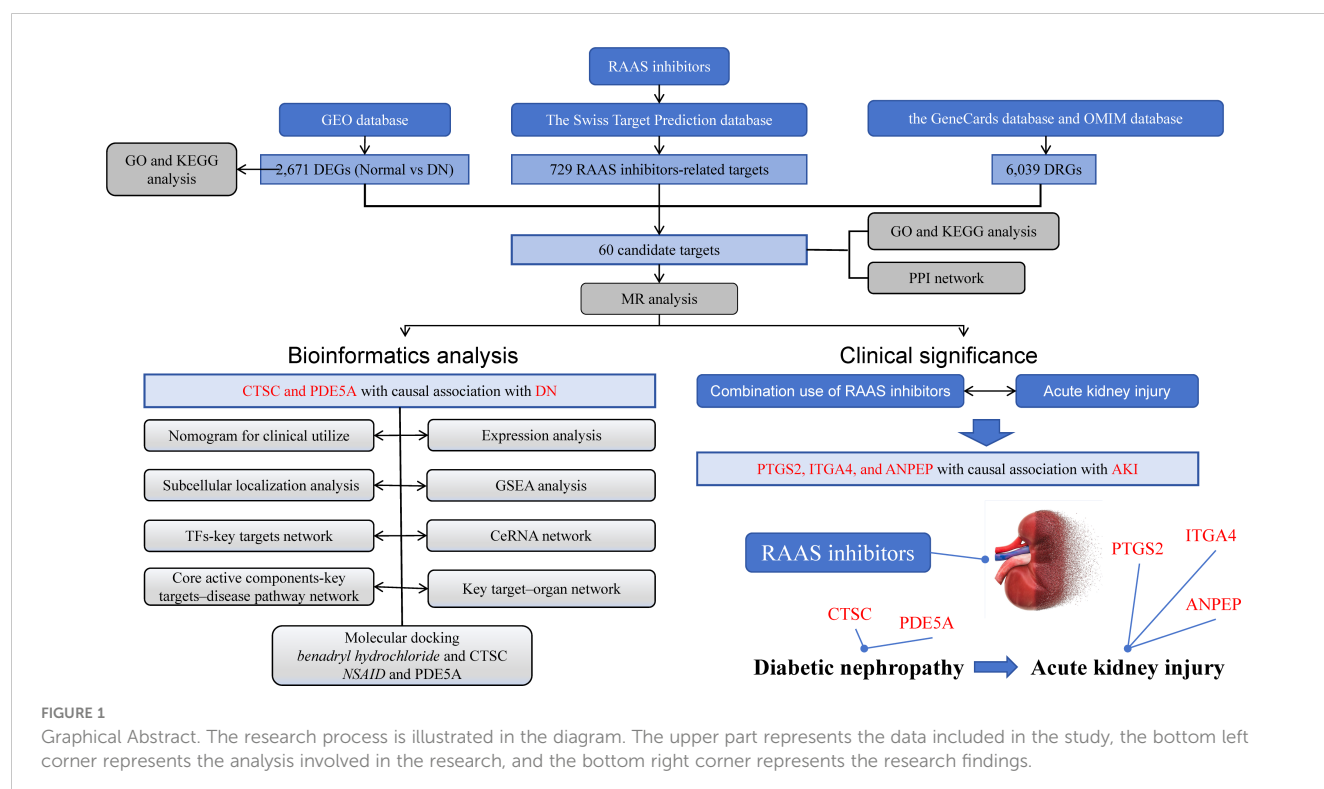 RAAS inhibitors
GEO database
The Swiss Target Prediction database
the GeneCards database and OMIM database
GO and KEGG
analysis
2,671 DEGs (Normal vs DN)
729 RAAS inhibitors-related targets
6,039 DRGs
GO and KEGG analysis
60 candidate targets
PPI network
MR analysis
Bioinformatics analysis
CTSC and PDE5A with causal association with DN
Nomogram for clinical utilize
Expression analysis
Subcellular localization analysis
GSEA analysis
TFs-key targets network
CeRNA network
Core active components-key
targets–disease pathway network
Key target–organ network
Molecular docking
benadryl hydrochloride and CTSC
NSAID and PDE5A
Clinical significance
Combination use of RAAS inhibitors
Acute kidney injury
PTGS2, ITGA4, and ANPEP with causal association with AKI
RAAS inhibitors
PTGS2
ITGA4
ANPEP
CTSC
PDE5A
Diabetic nephropathy
Acute kidney injury
FIGURE 1
Graphical Abstract. The research process is illustrated in the diagram. The upper part represents the data included in the study, the bottom left
corner represents the analysis involved in the research, and the bottom right corner represents the research findings.